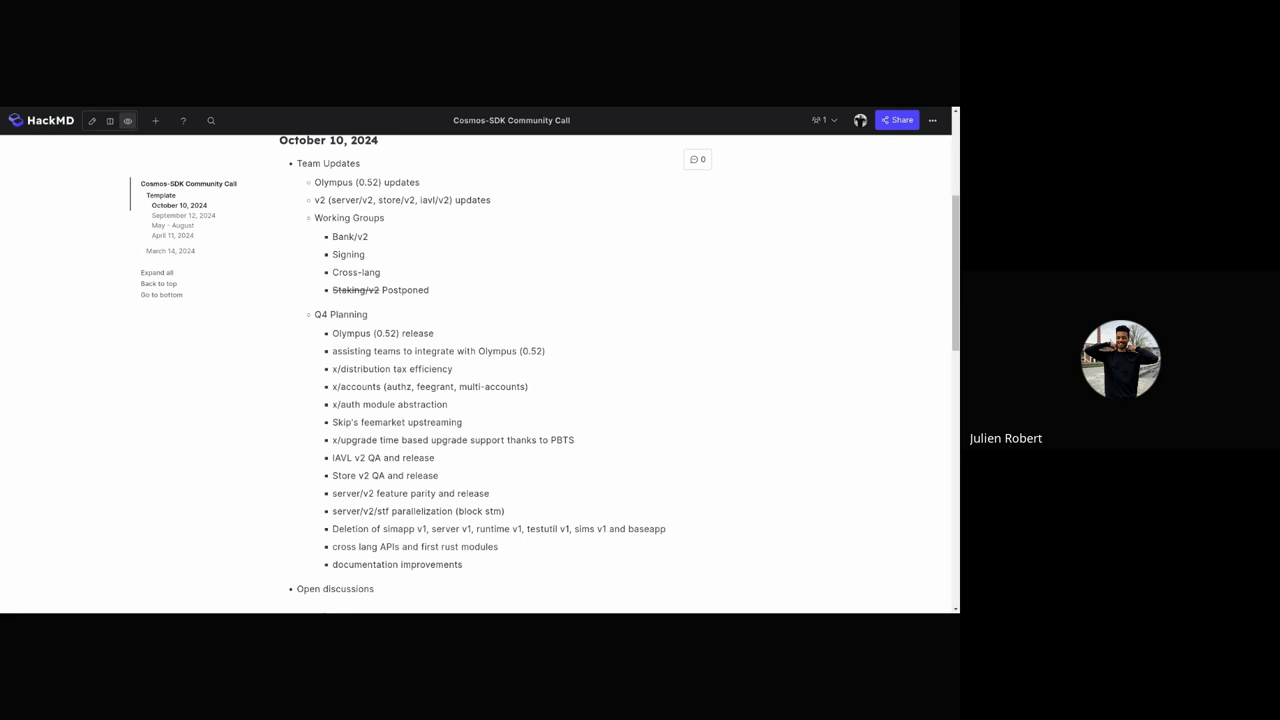 HackMD
Cosmos-SDK Community Call
1
Share
October 10, 2024
0
Cosmos-SDK Community Call
Template
October 10, 2024
September 12, 2024
May - August
April 11, 2024
March 14, 2024
Expand all
Back to top
Go to bottom
Team Updates
Olympus (0.52) updates
v2 (server/v2, store/v2, iavl/v2) updates
Working Groups
Bank/v2
Signing
Cross-lang
Staking/v2 Postponed
Q4 Planning
Olympus (0.52) release
assisting teams to integrate with Olympus (0.52)
x/distribution tax efficiency
x/accounts (authz, feegrant, multi-accounts)
x/auth module abstraction
Skip's feemarket upstreaming
x/upgrade time based upgrade support thanks to PBTS
IAVL v2 QA and release
Store v2 QA and release
server/v2 feature parity and release
server/v2/stf parallelization (block stm)
Deletion of simapp v1, server v1, runtime v1, testutil v1, sims v1 and baseapp
cross lang APIs and first rust modules
documentation improvements
Open discussions
Julien Robert